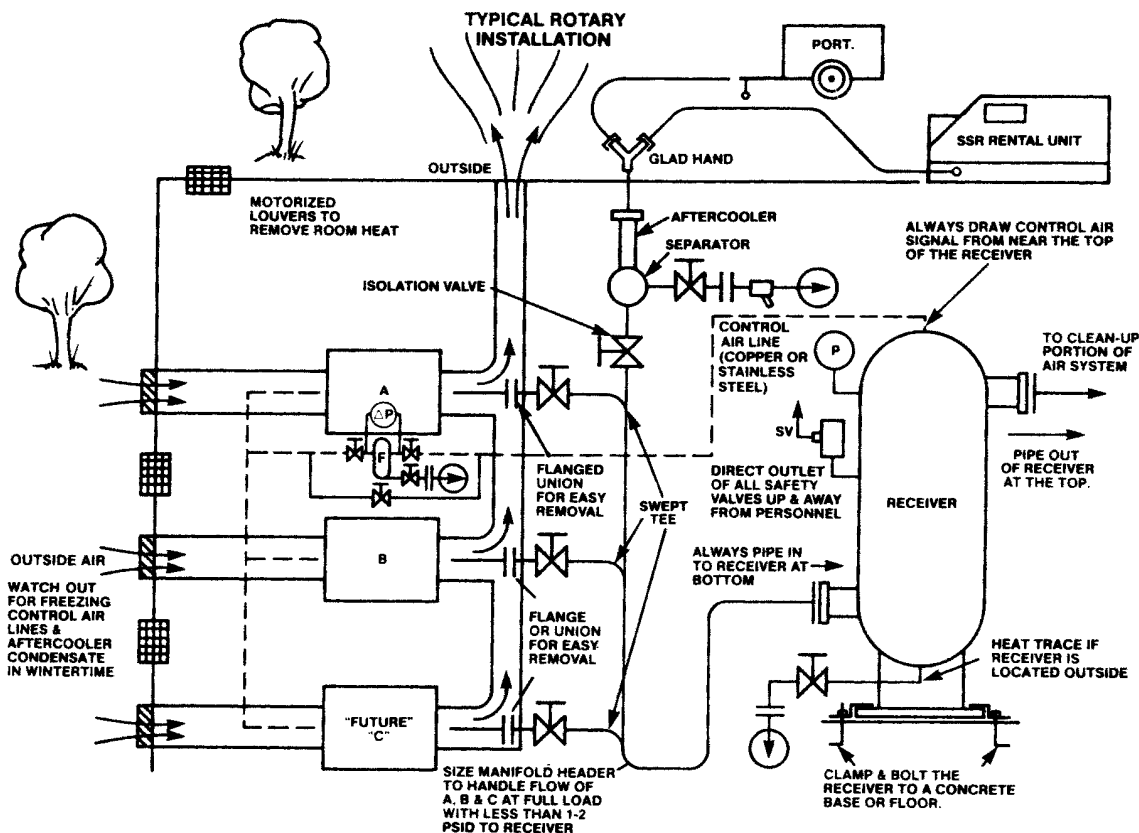 TYPICAL ROTARY
INSTALLATION
PORT.
SSR RENTAL UNIT
GLAD HAND
OUTSIDE
MOTORIZED
LOUVERS TO
REMOVE ROOM HEAT
AFTERCOOLER
SEPARATOR
ALWAYS DRAW CONTROL AIR
SIGNAL FROM NEAR THE TOP
OF THE RECEIVER
ISOLATION VALVE
CONTROL
AIR LINE
(COPPER OR
STAINLESS
STEEL)
P
TO CLEAN-UP
PORTION OF
AIR SYSTEM
A
△P
F
SV
PIPE OUT
OF RECEIVER
AT THE TOP.
FLANGED
UNION
FOR EASY
REMOVAL
SWEPT
TEE
DIRECT OUTLET
OF ALL SAFETY
VALVES UP & AWAY
FROM PERSONNEL
RECEIVER
OUTSIDE AIR
B
ALWAYS PIPE IN
TO RECEIVER AT
BOTTOM
WATCH OUT
FOR FREEZING
CONTROL AIR
LINES &
AFTERCOOLER
CONDENSATE
IN WINTERTIME
FLANGE
OR UNION
FOR EASY
REMOVAL
HEAT TRACE IF
RECEIVER IS
LOCATED OUTSIDE
"FUTURE"
"C"
SIZE MANIFOLD HEADER
TO HANDLE FLOW OF
A, B & C AT FULL LOAD
WITH LESS THAN 1-2
PSID TO RECEIVER
CLAMP & BOLT THE
RECEIVER TO A CONCRETE
BASE OR FLOOR.